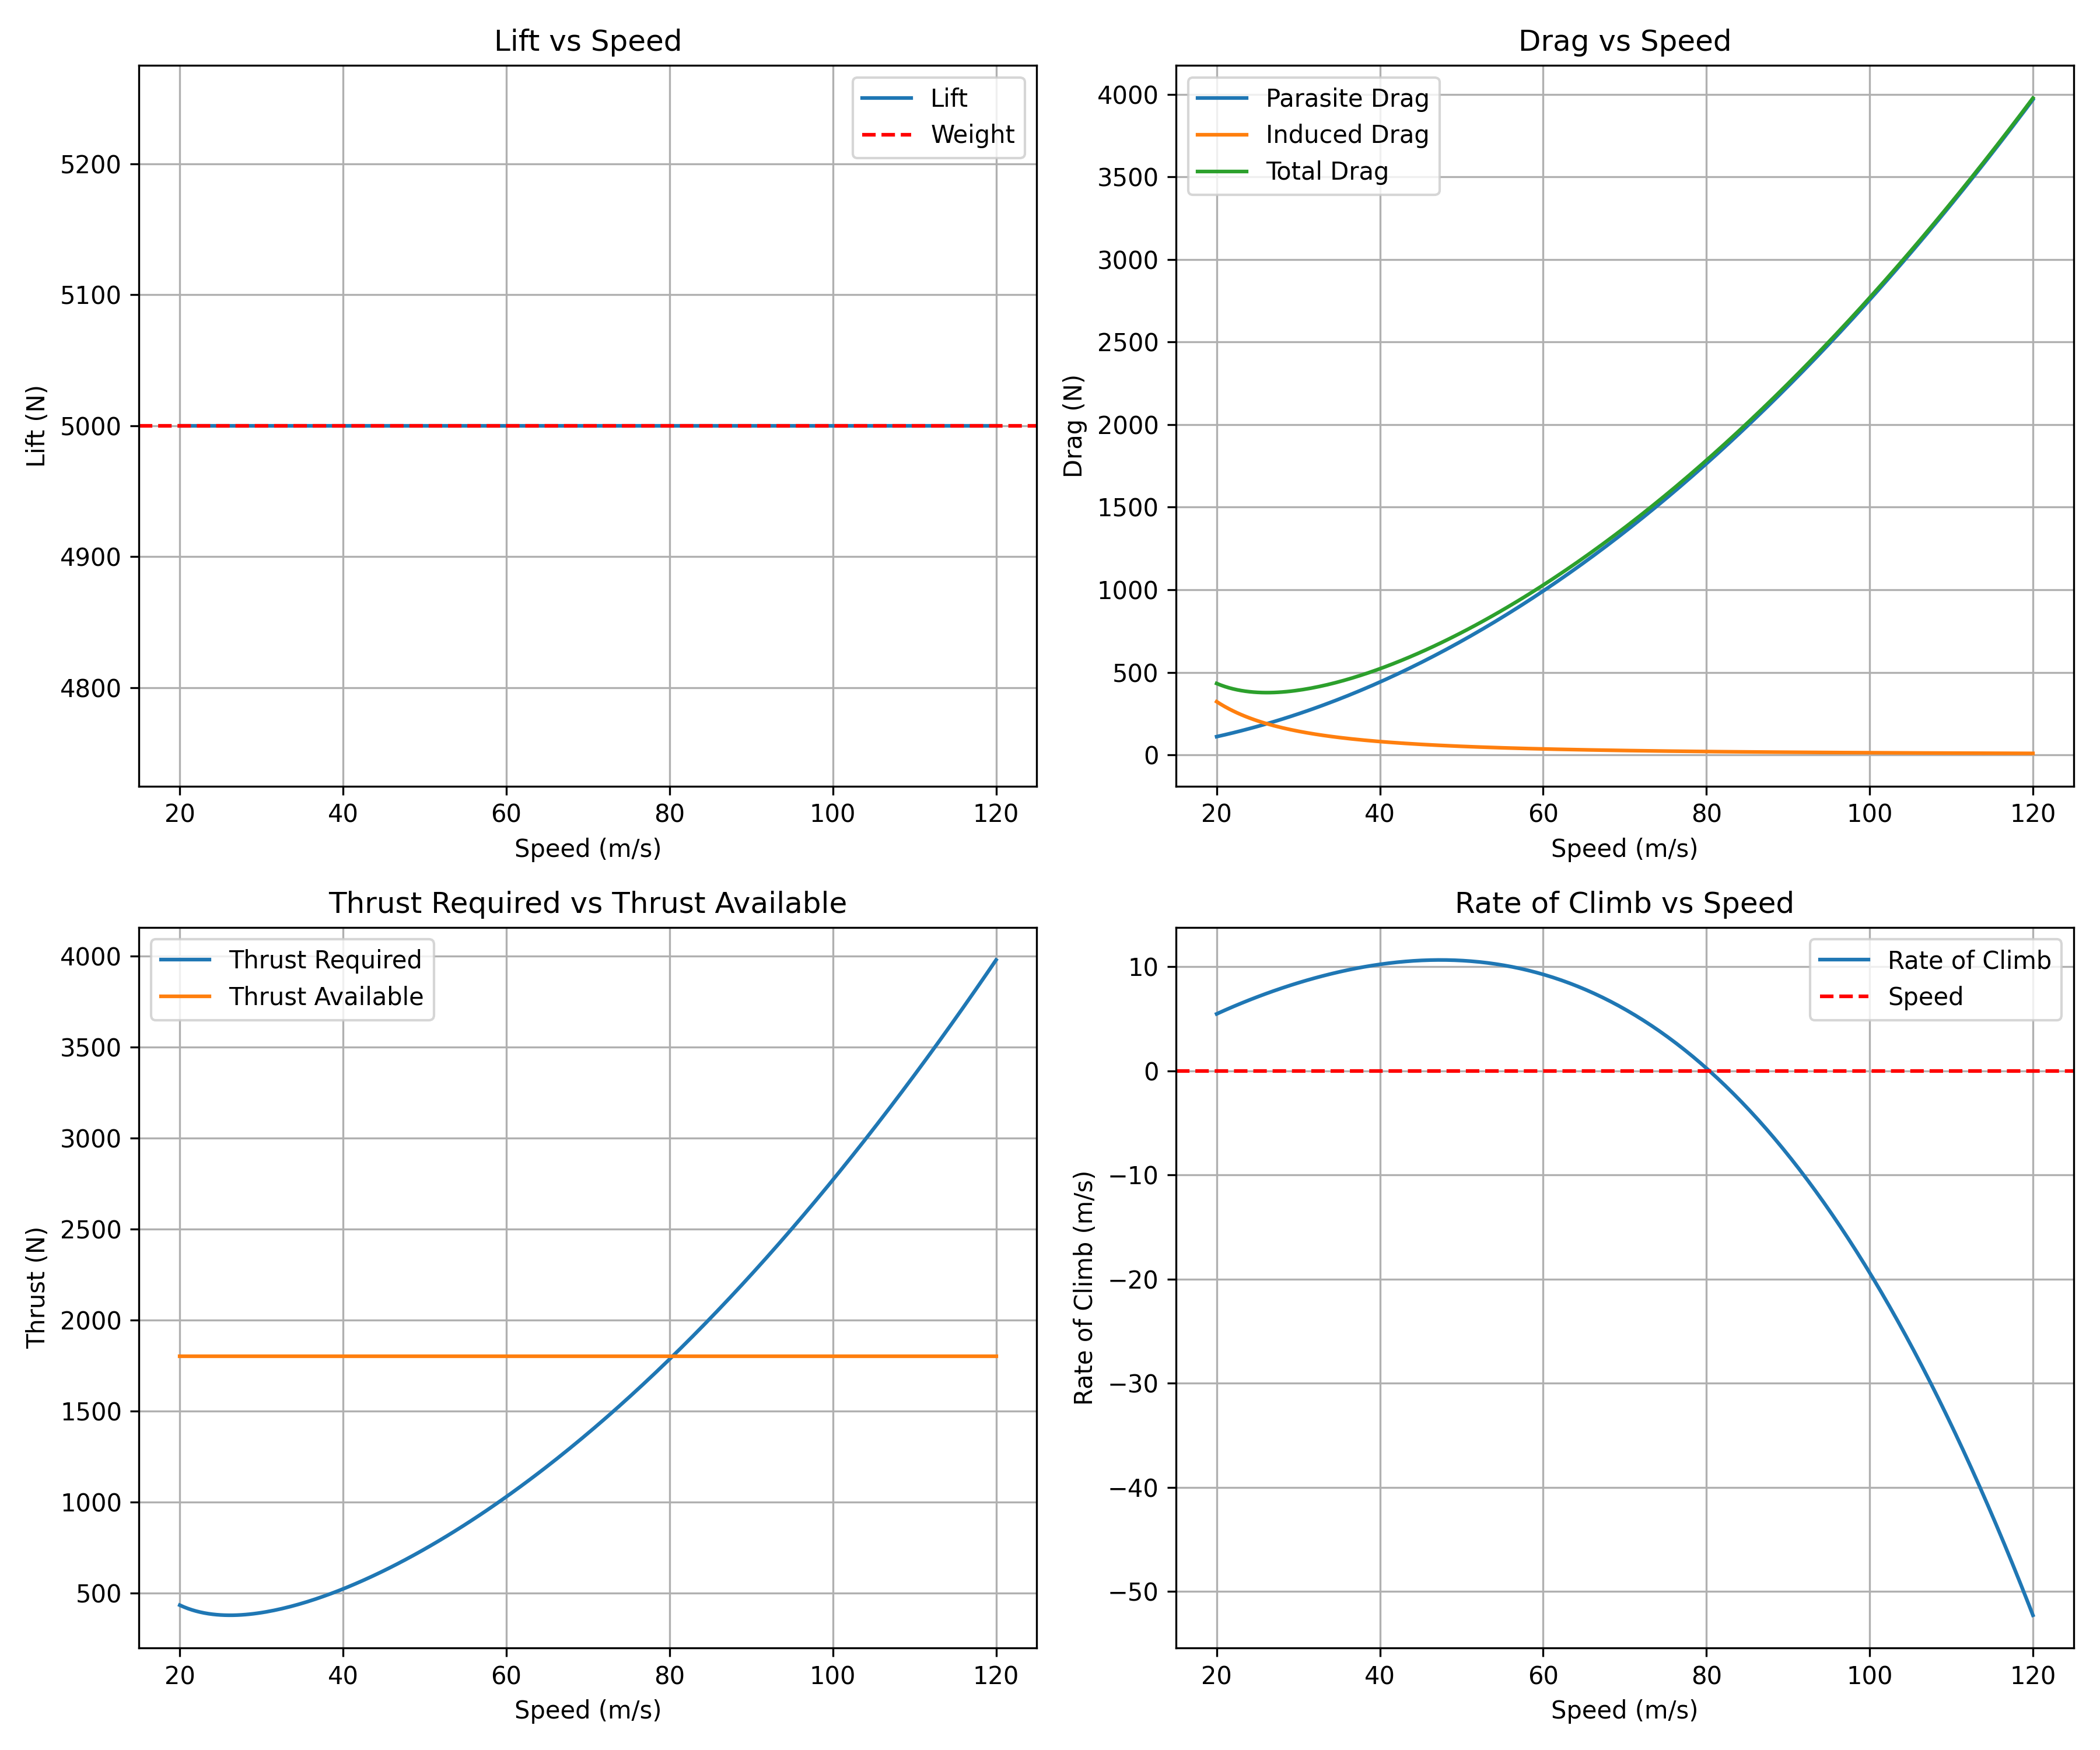 Lift vs Speed
Lift
Weight
5200
5100
5000
4900
4800
Lift (N)
20 40 60 80 100 120
Speed (m/s)
Drag vs Speed
Parasite Drag
Induced Drag
Total Drag
4000
3500
3000
2500
2000
1500
1000
500
0
Drag (N)
20 40 60 80 100 120
Speed (m/s)
Thrust Required vs Thrust Available
Thrust Required
Thrust Available
4000
3500
3000
2500
2000
1500
1000
500
Thrust (N)
20 40 60 80 100 120
Speed (m/s)
Rate of Climb vs Speed
Rate of Climb
Speed
10
0
−10
−20
−30
−40
−50
Rate of Climb (m/s)
20 40 60 80 100 120
Speed (m/s)